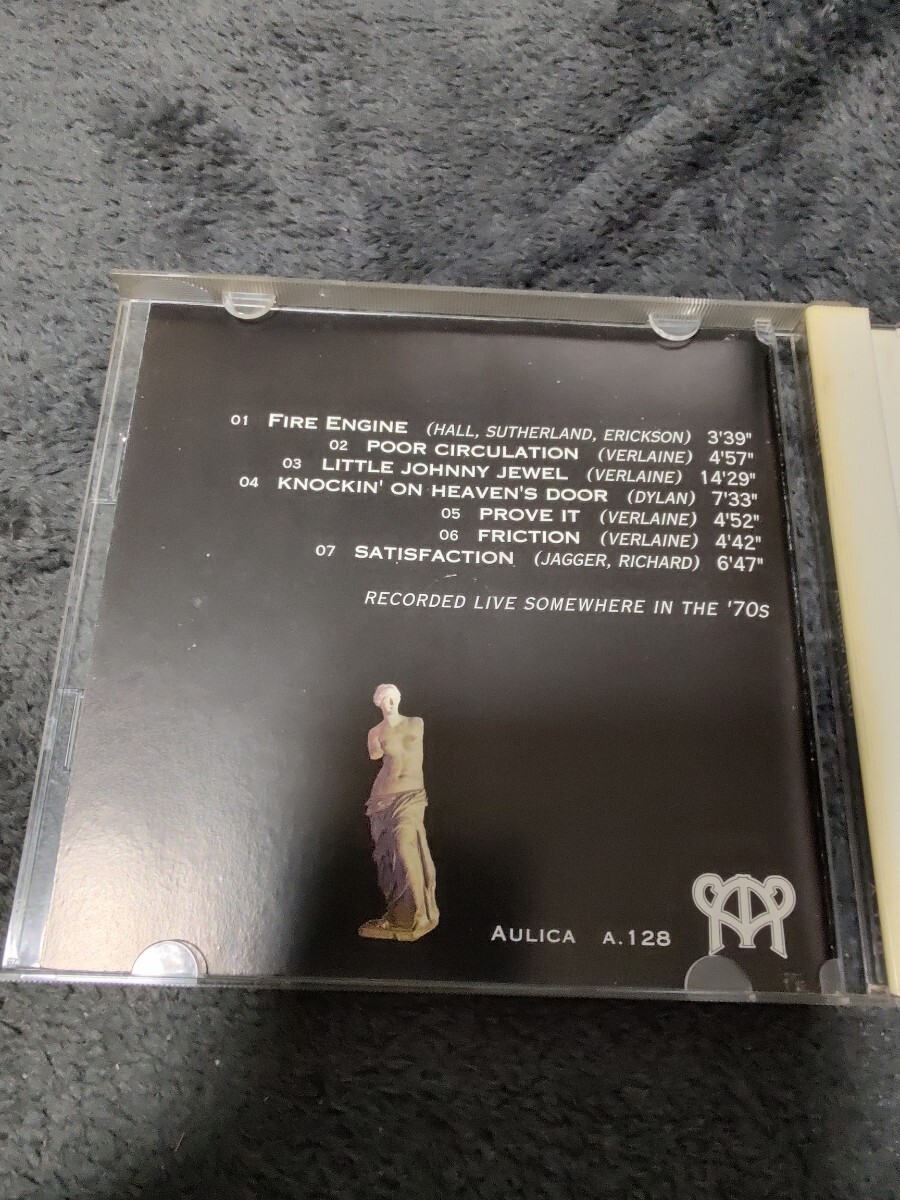 01 FIRE ENGINE (HALL, SUTHERLAND, ERICKSON) 3'39"
02 POOR CIRCULATION (VERLAINE) 4'57"
03 LITTLE JOHNNY JEWEL (VERLAINE) 14'29"
04 KNOCKIN' ON HEAVEN'S DOOR (DYLAN) 7'33"
05 PROVE IT (VERLAINE) 4'52"
06 FRICTION (VERLAINE) 4'42"
07 SATISFACTION (JAGGER, RICHARD) 6'47"
RECORDED LIVE SOMEWHERE IN THE '70S
AULICA A.128